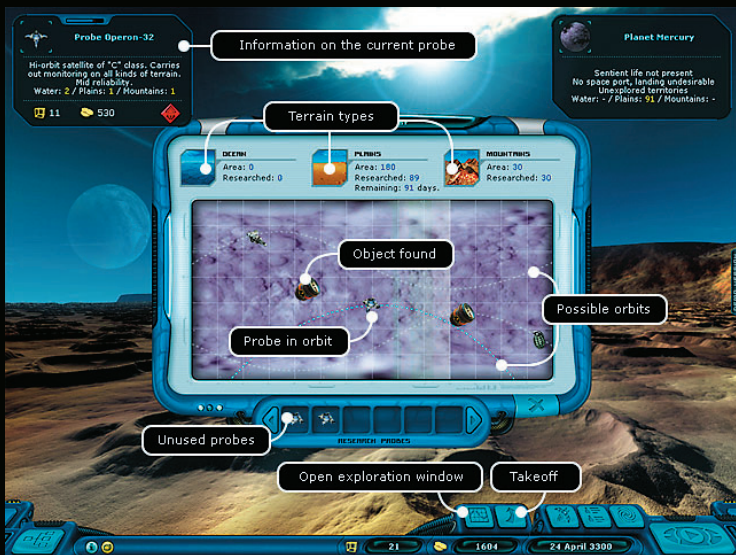 Probe Operon-32
Hi-orbit satellite of "C" class. Carries
out monitoring on all kinds of terrain.
Mid reliability.
Water: 2 / Plains: 1 / Mountains: 1
11 530
Information on the current probe
Planet Mercury
Sentient life not present
No space port, landing undesirable
Unexplored territories
Water: - / Plains: 91 / Mountains: -
Terrain types
OCEAN
Area: 0
Researched: 0
PLAINS
Area: 180
Researched: 89
Remaining: 91 days.
MOUNTAINS
Area: 30
Researched: 30
Object found
Probe in orbit
Possible orbits
Unused probes
RESEARCH PROBES
Open exploration window
Takeoff
21 1604 24 April 3300